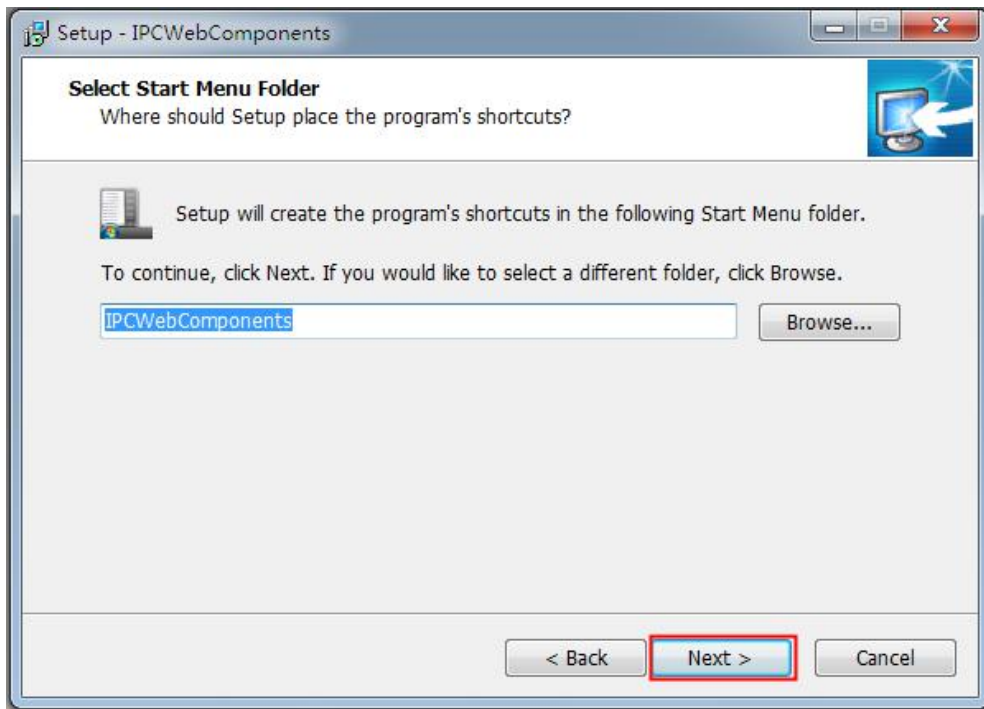 Setup - IPCWebComponents
Select Start Menu Folder
Where should Setup place the program's shortcuts?
Setup will create the program's shortcuts in the following Start Menu folder.
To continue, click Next. If you would like to select a different folder, click Browse.
IPCWebComponents
Browse...
< Back
Next >
Cancel